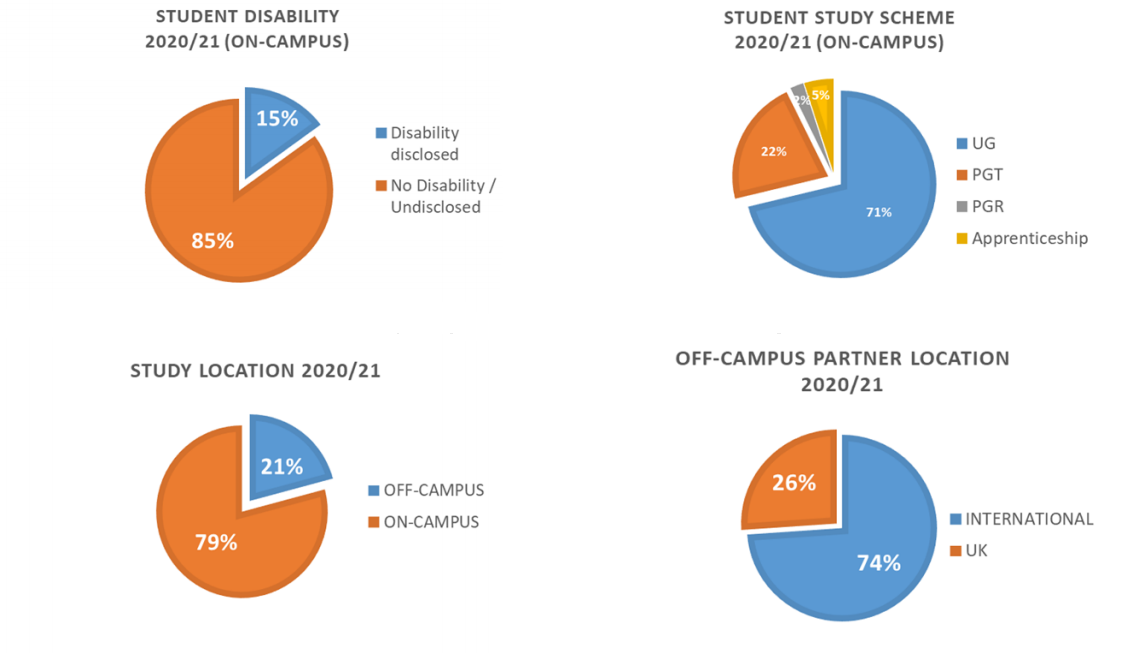 STUDENT DISABILITY
2020/21 (ON-CAMPUS)
15%
85%
Disability
disclosed
No Disability /
Undisclosed
STUDENT STUDY SCHEME
2020/21 (ON-CAMPUS)
2%
5%
22%
71%
UG
PGT
PGR
Apprenticeship
STUDY LOCATION 2020/21
21%
79%
OFF-CAMPUS
ON-CAMPUS
OFF-CAMPUS PARTNER LOCATION
2020/21
26%
74%
INTERNATIONAL
UK